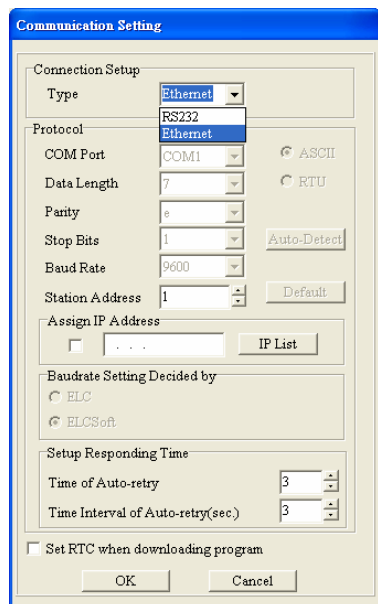 Communication Setting
Connection Setup
Type Ethernet
RS232
Ethernet
Protocol
COM Port COM1 ASCII
Data Length 7 RTU
Parity e
Stop Bits 1 Auto-Detect
Baud Rate 9600
Station Address 1 Default
Assign IP Address
. . . IP List
Baudrate Setting Decided by
ELC
ELCSoft
Setup Responding Time
Time of Auto-retry 3
Time Interval of Auto-retry(sec.) 3
Set RTC when downloading program
OK Cancel